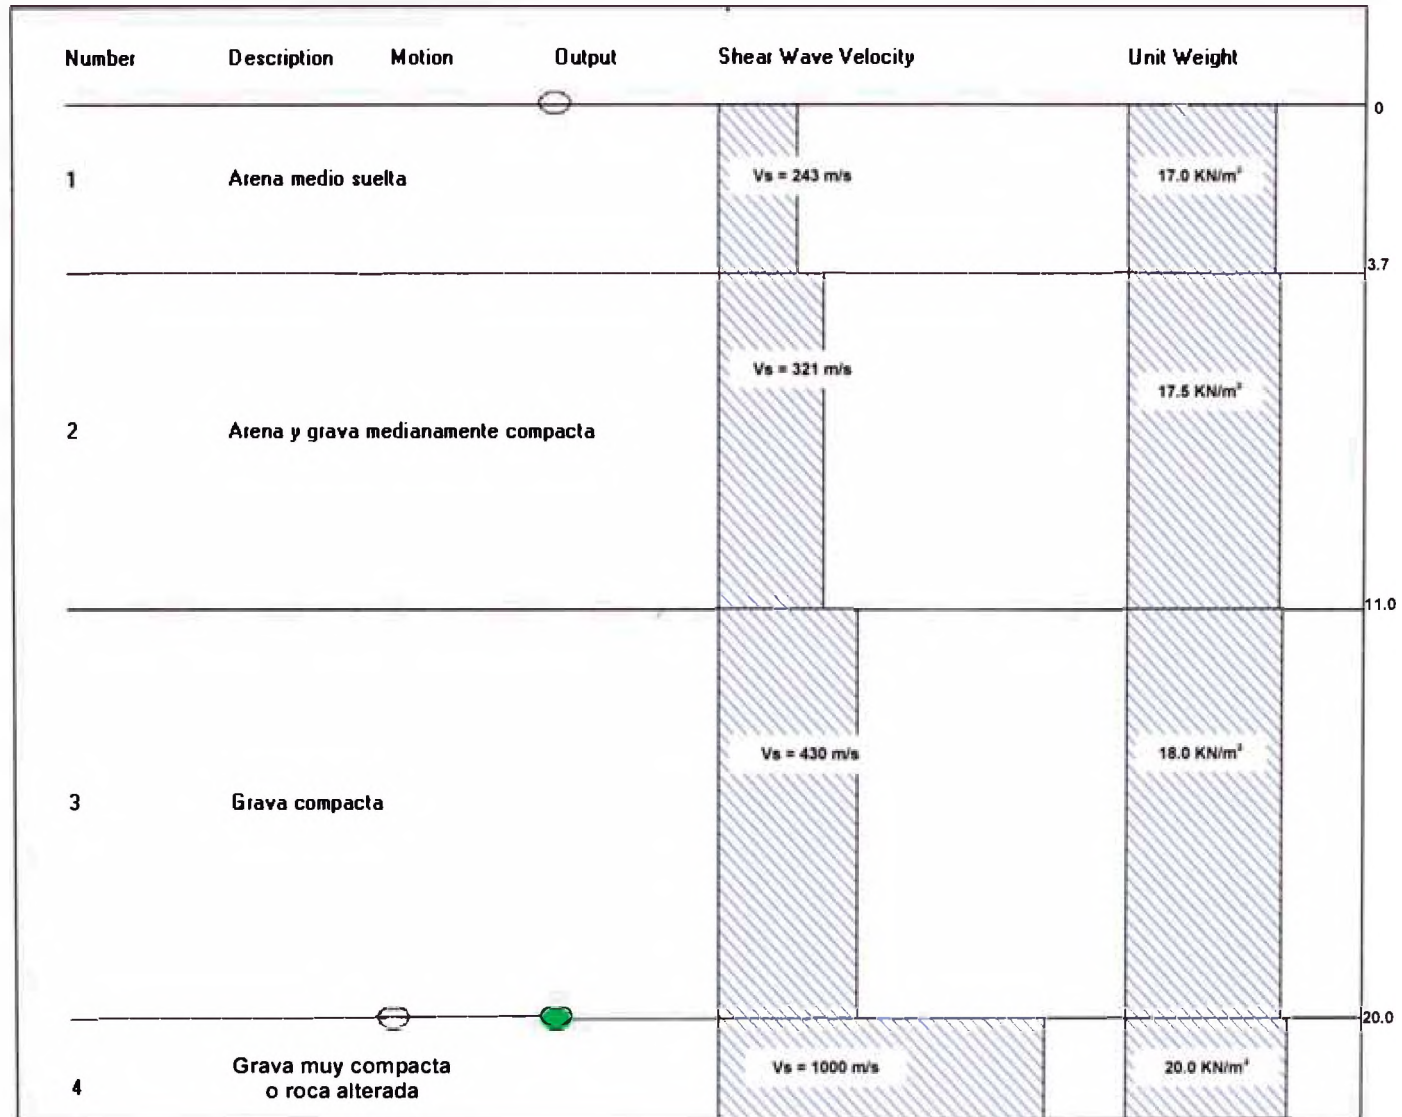 Number Description Motion Output Shear Wave Velocity Unit Weight
0
1 Arena medio suelta Vs = 243 m/s 17.0 KN/m³
3.7
Vs = 321 m/s
17.5 KN/m³
2 Arena y grava medianamente compacta
11.0
Vs = 430 m/s 18.0 KN/m³
3 Grava compacta
20.0
Grava muy compacta
o roca alterada
4
Vs = 1000 m/s 20.0 KN/m³